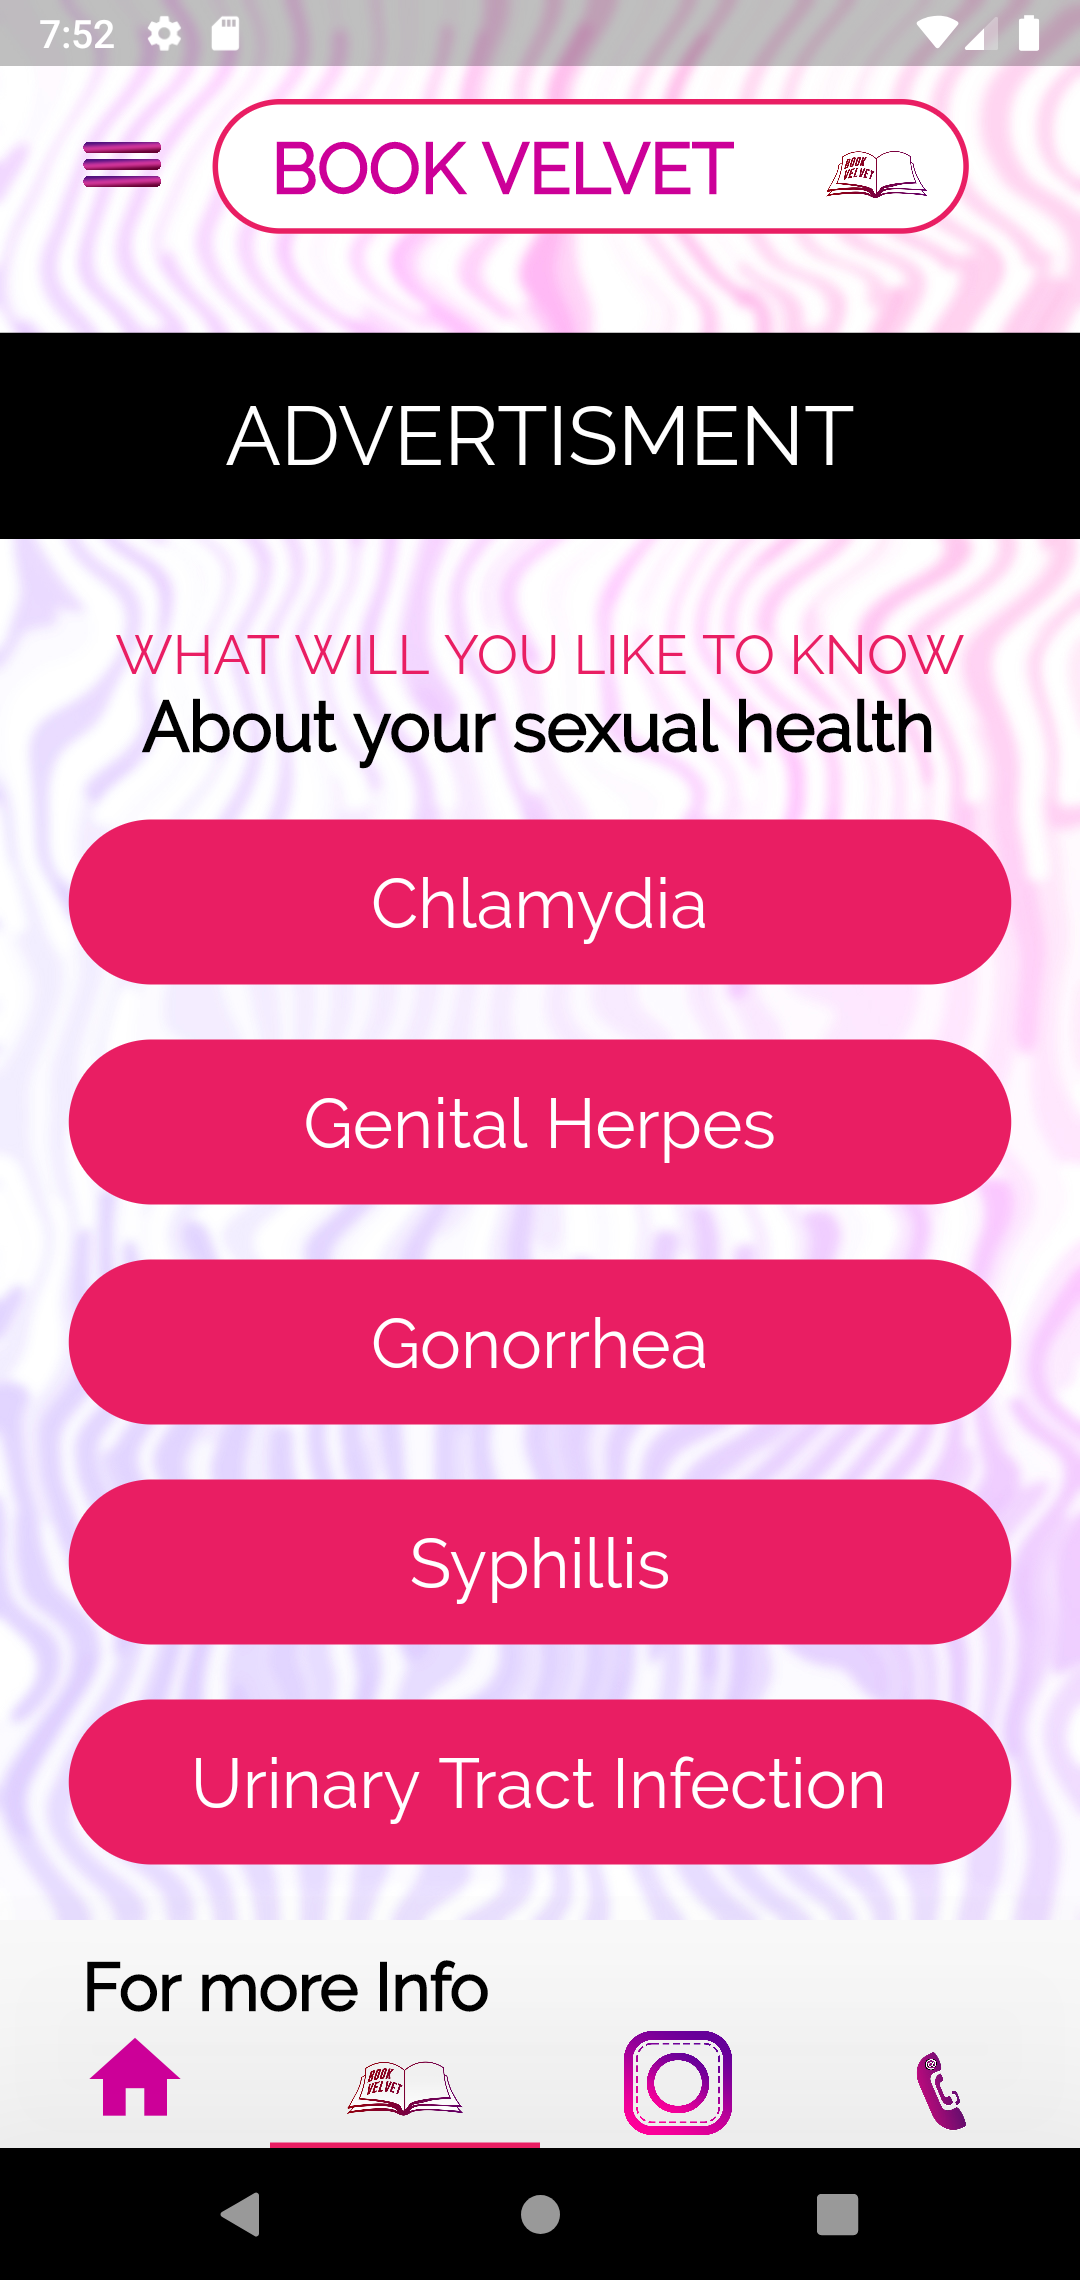 7:52
BOOK VELVET
BOOK
VELVET
ADVERTISMENT
WHAT WILL YOU LIKE TO KNOW
About your sexual health
Chlamydia
Genital Herpes
Gonorrhea
Syphillis
Urinary Tract Infection
For more Info
BOOK
VELVET
@